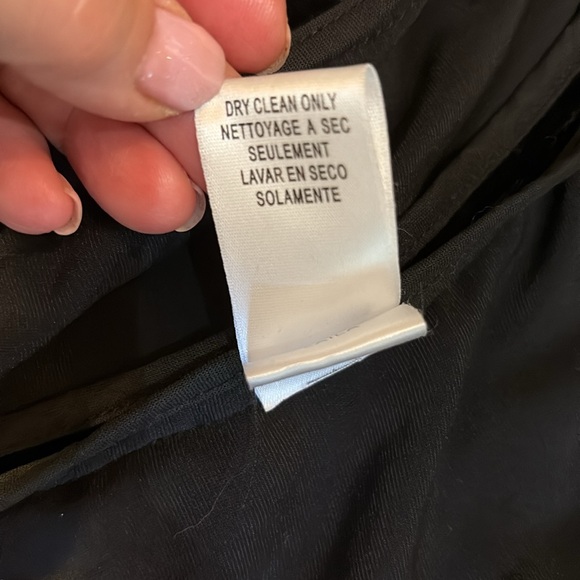 DRY CLEAN ONLY
NETTOYAGE A SEC
SEULEMENT
LAVAR EN SECO
SOLAMENTE